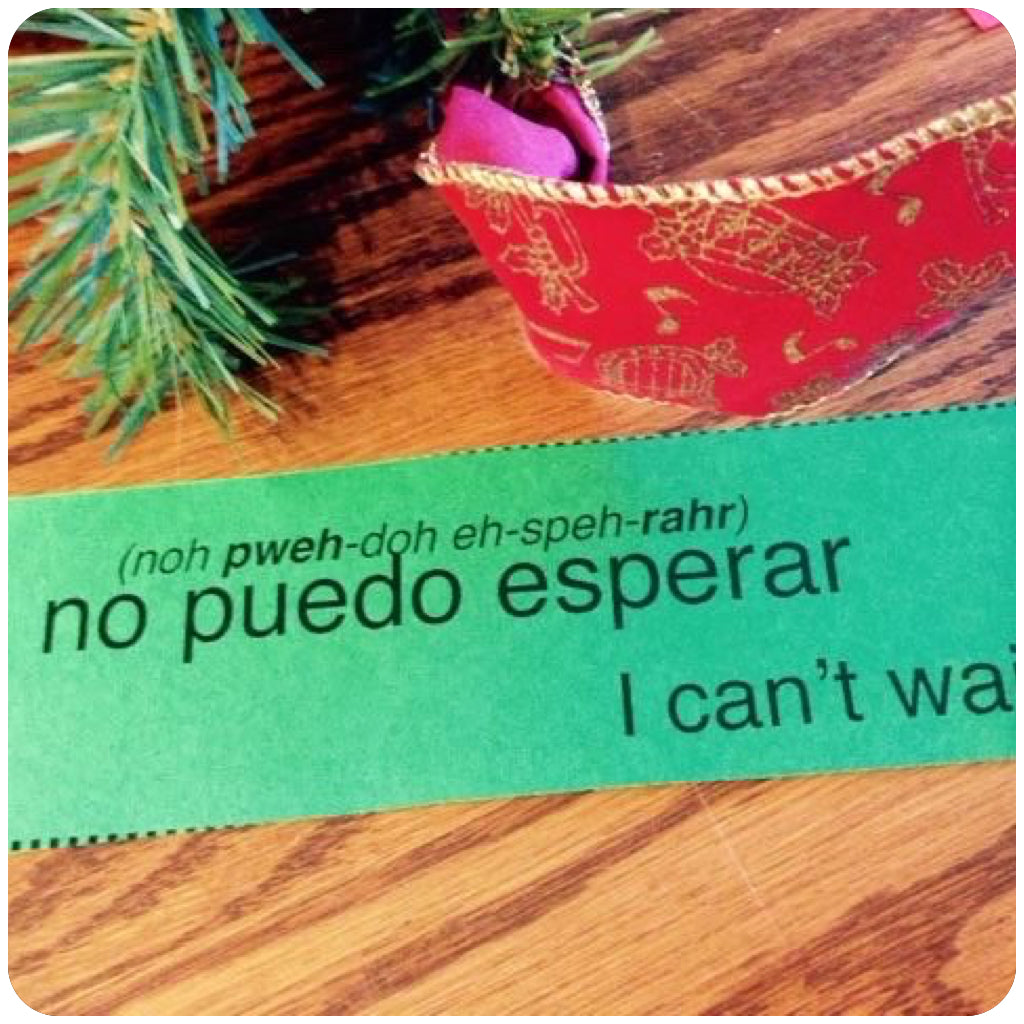 (noh pweh-doh eh-speh-rahr)
no puedo esperar
I can't wai